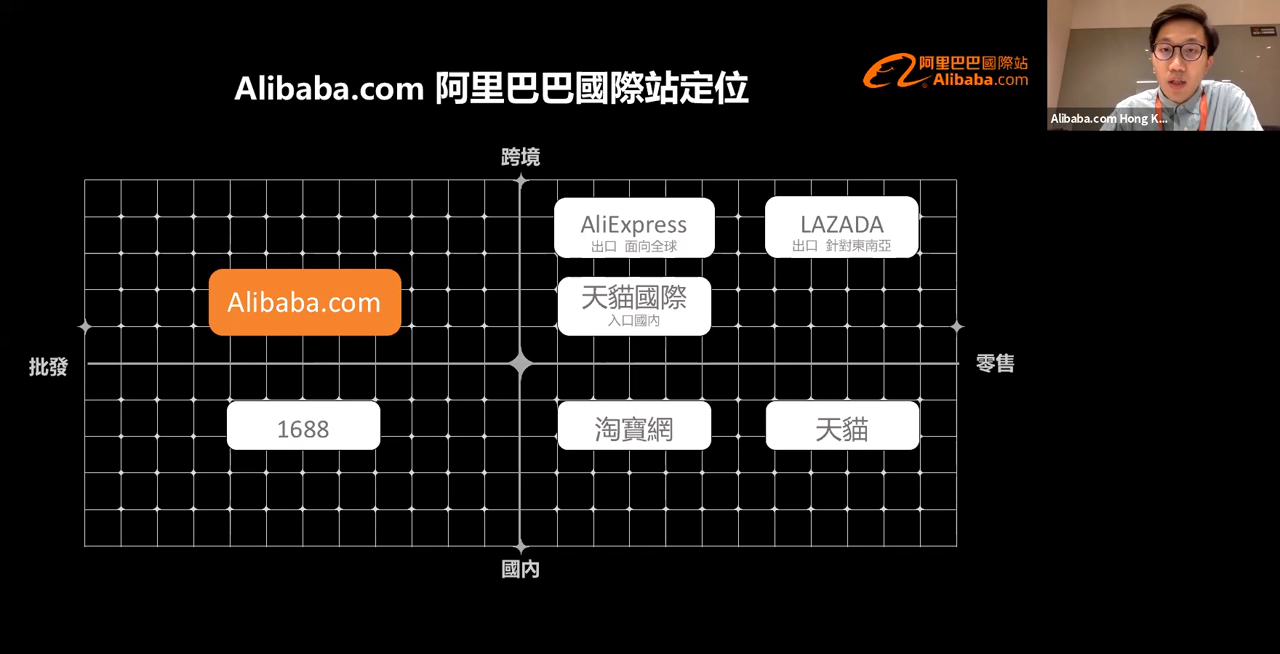 Alibaba.com 阿里巴巴國際站定位
阿里巴巴國際站
Alibaba.com
Alibaba.com Hong K...
跨境
AliExpress
出口 面向全球
LAZADA
出口 針對東南亞
Alibaba.com
天貓國際
入口國內
批發
零售
1688
淘寶網
天貓
國內